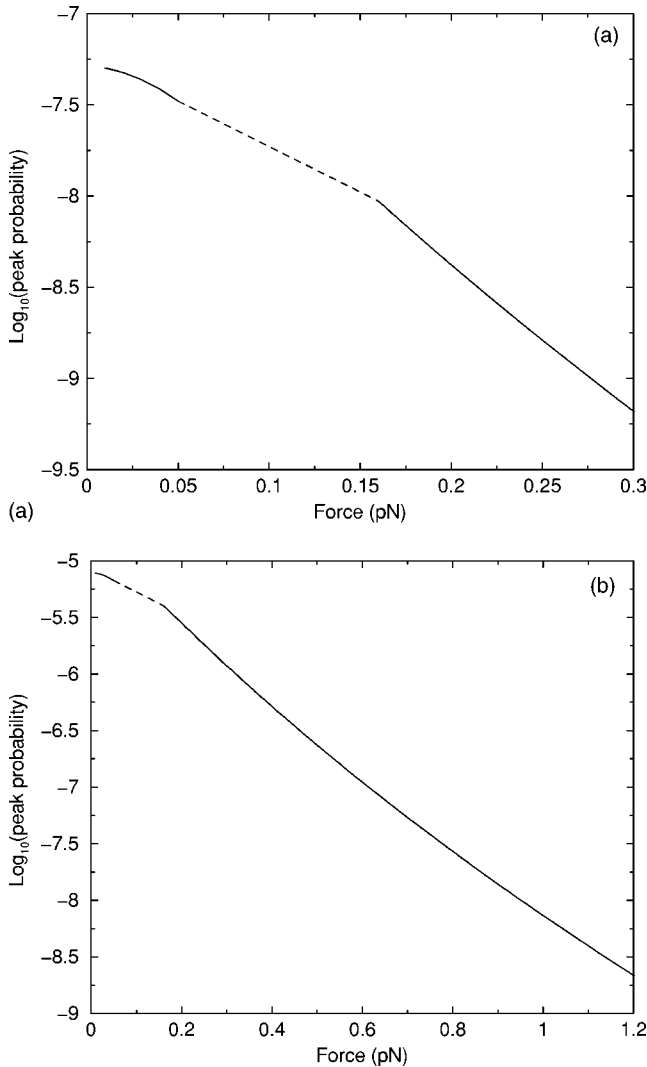 −7
(a)
−7.5
−8
−8.5
−9
−9.5
Log₁₀(peak probability)
0 0.05 0.1 0.15 0.2 0.25 0.3
(a)
Force (pN)
−5
(b)
−5.5
−6
−6.5
−7
−7.5
−8
−8.5
−9
Log₁₀(peak probability)
0 0.2 0.4 0.6 0.8 1 1.2
Force (pN)